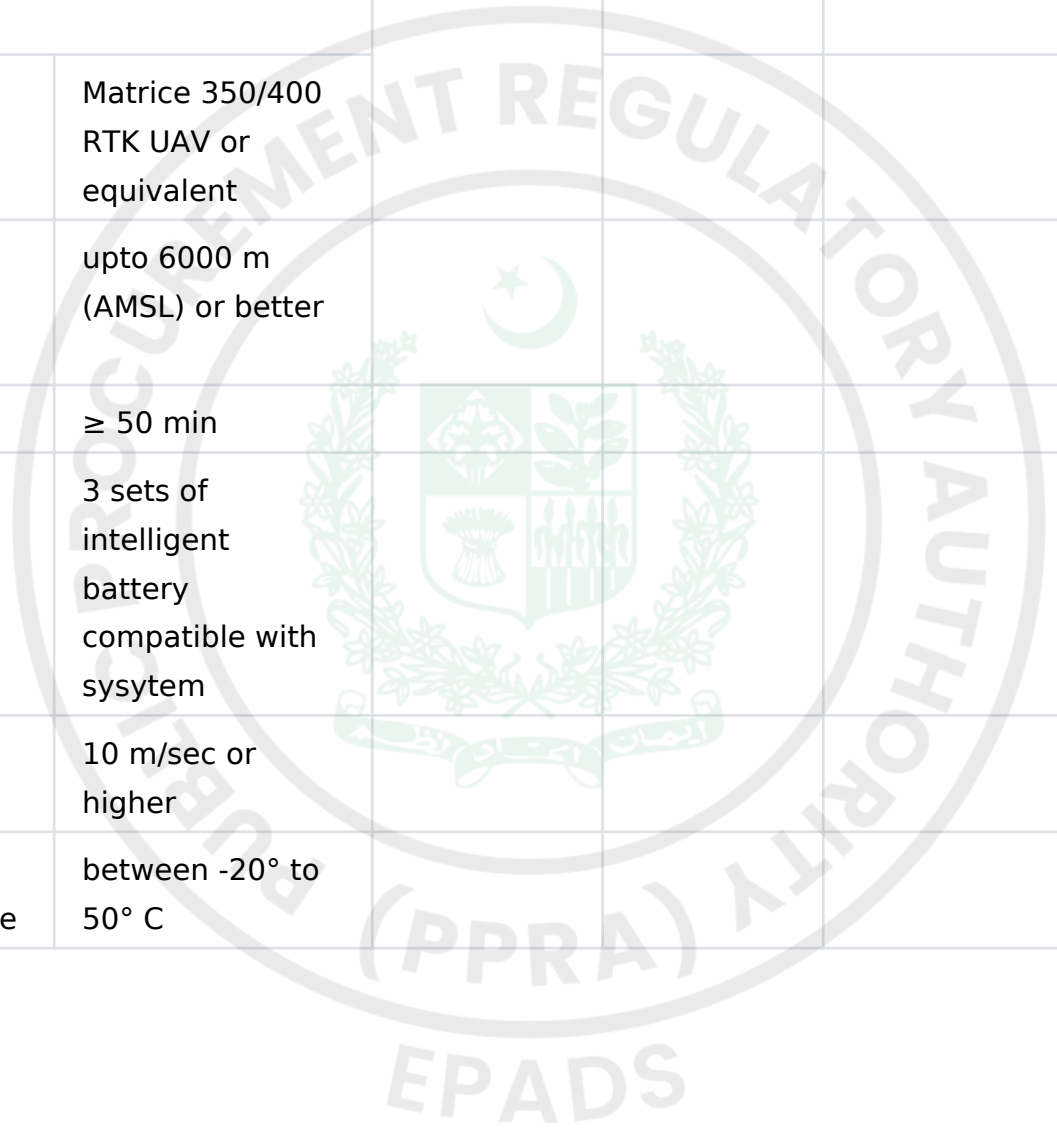 Matrice 350/400
RTK UAV or
equivalent
upto 6000 m
(AMSL) or better
≥ 50 min
3 sets of
intelligent
battery
compatible with
sysytem
10 m/sec or
higher
between -20° to
e 50° C
PUBLIC PROCUREMENT REGULATORY AUTHORITY
(PPRA)
EPADS